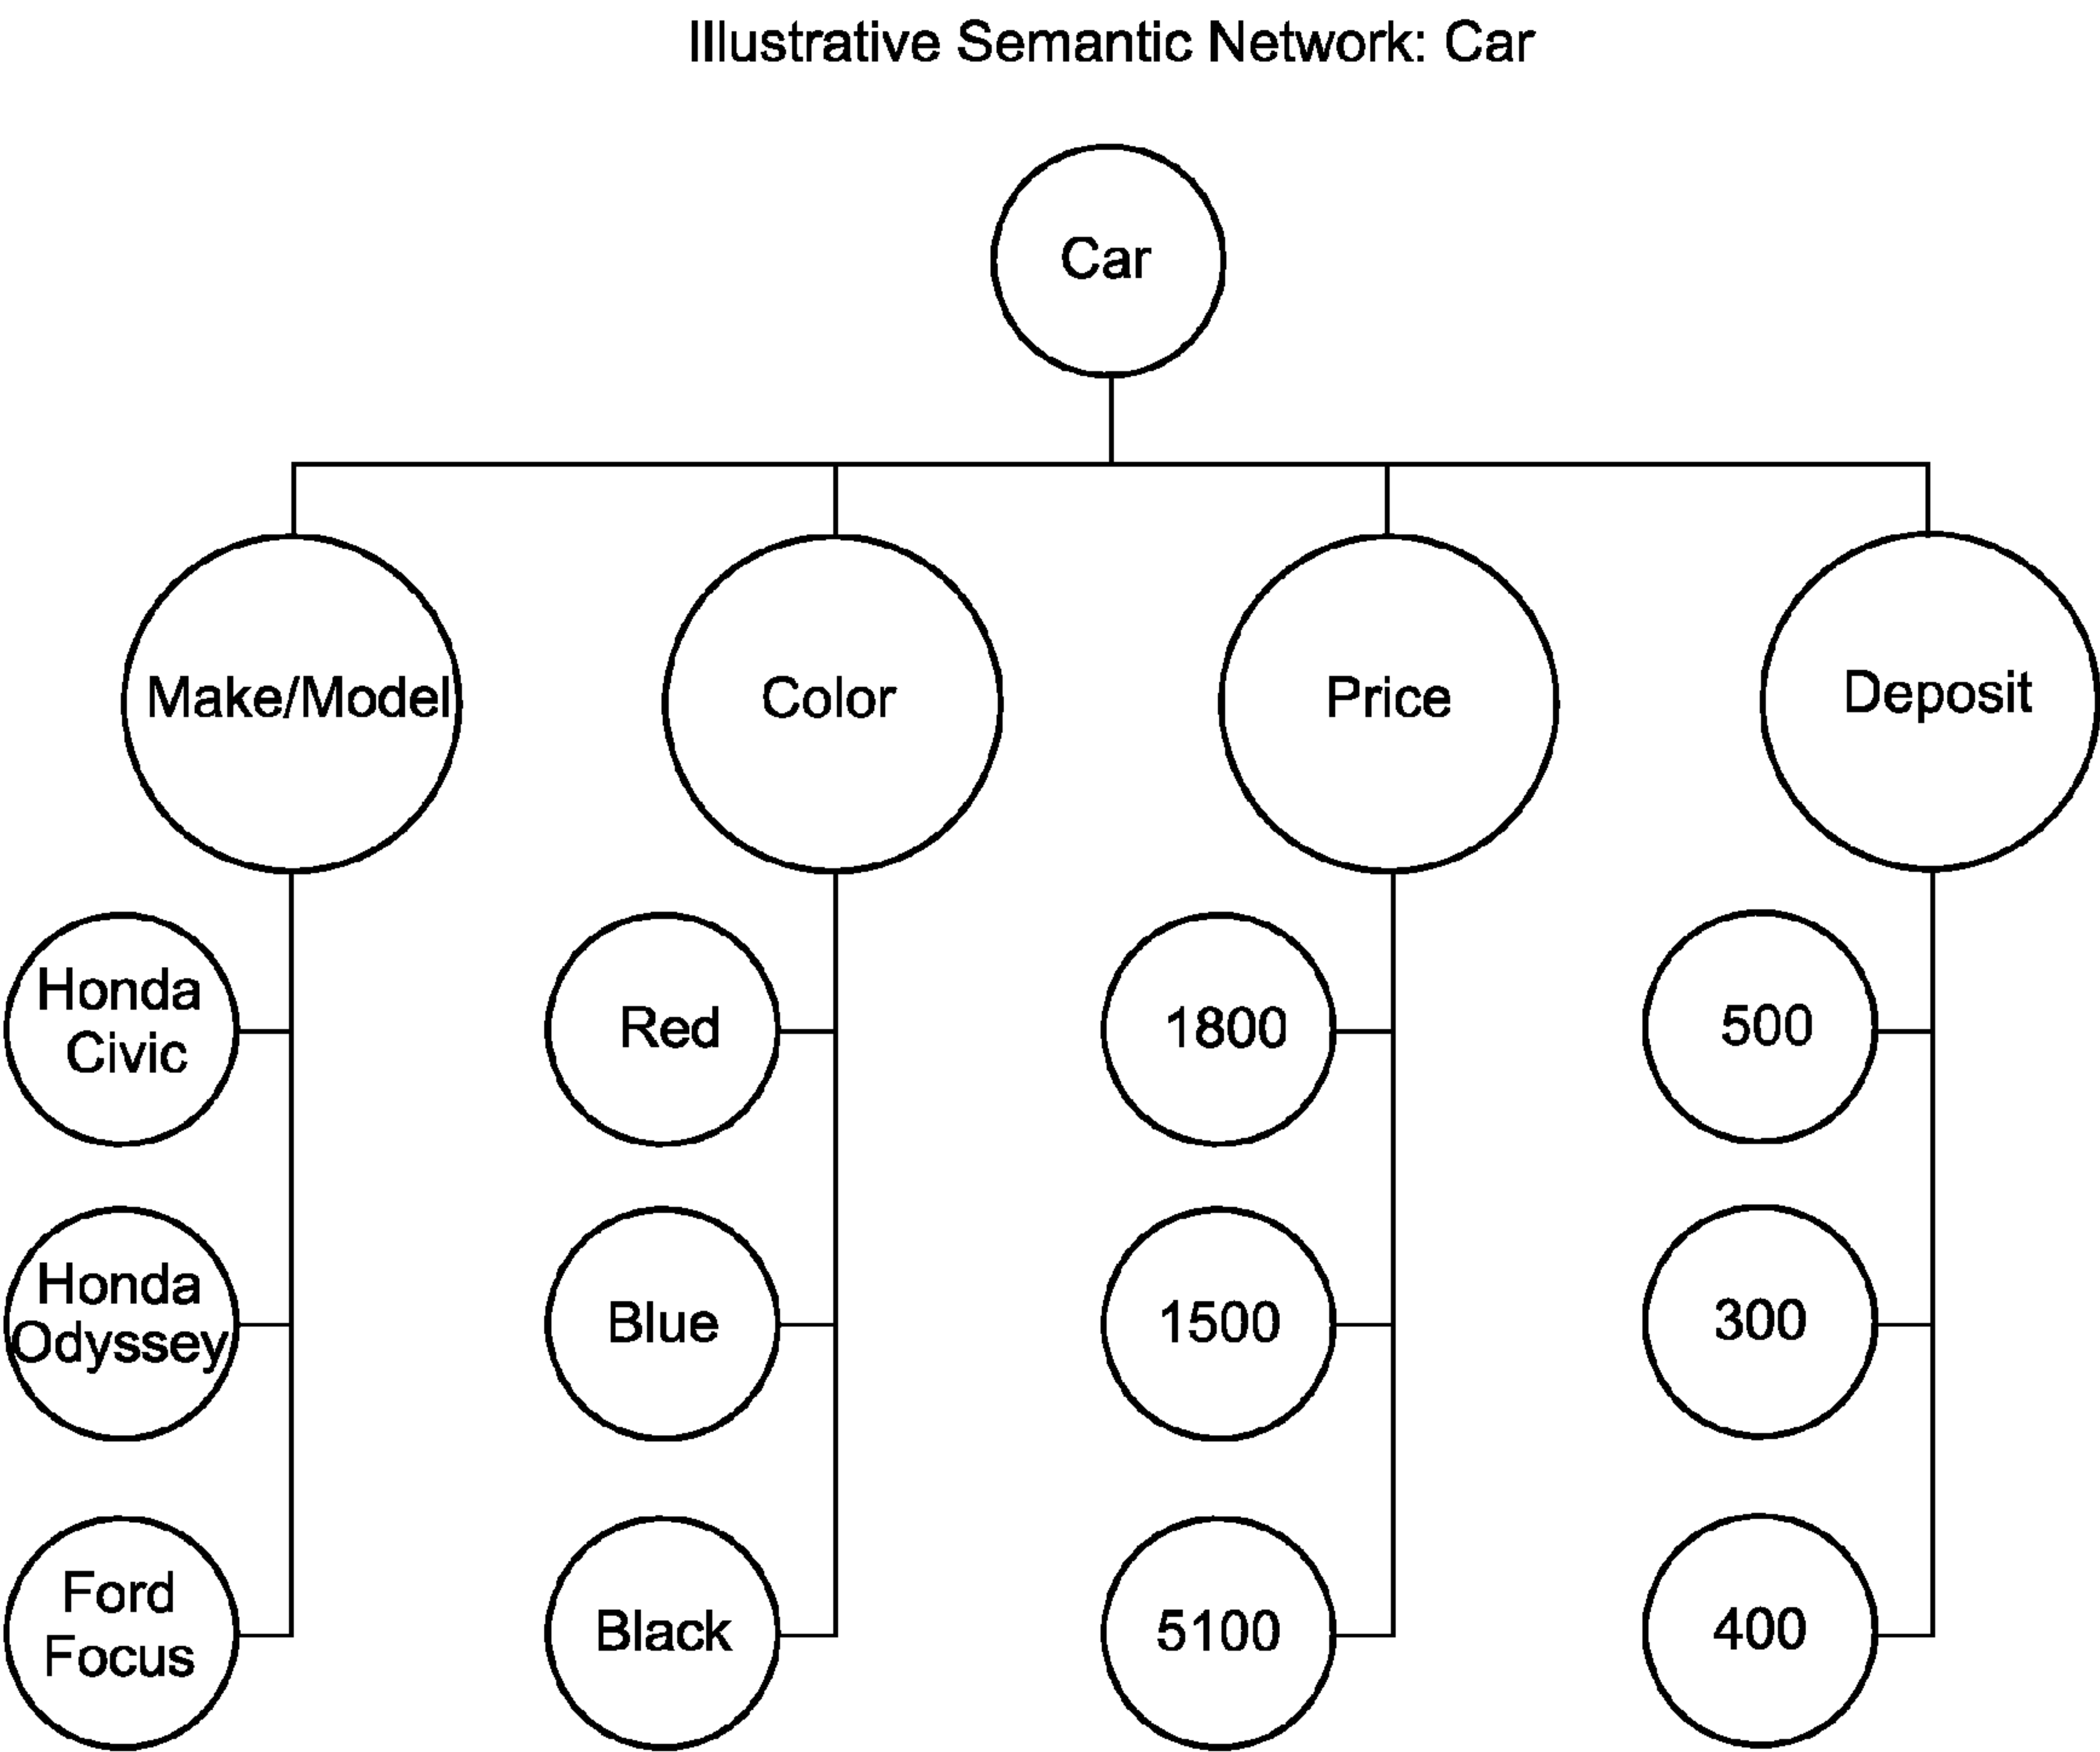 Illustrative Semantic Network: Car
Car
Make/Model
Color
Price
Deposit
Honda
Civic
Red
1800
500
Honda
Odyssey
Blue
1500
300
Ford
Focus
Black
5100
400